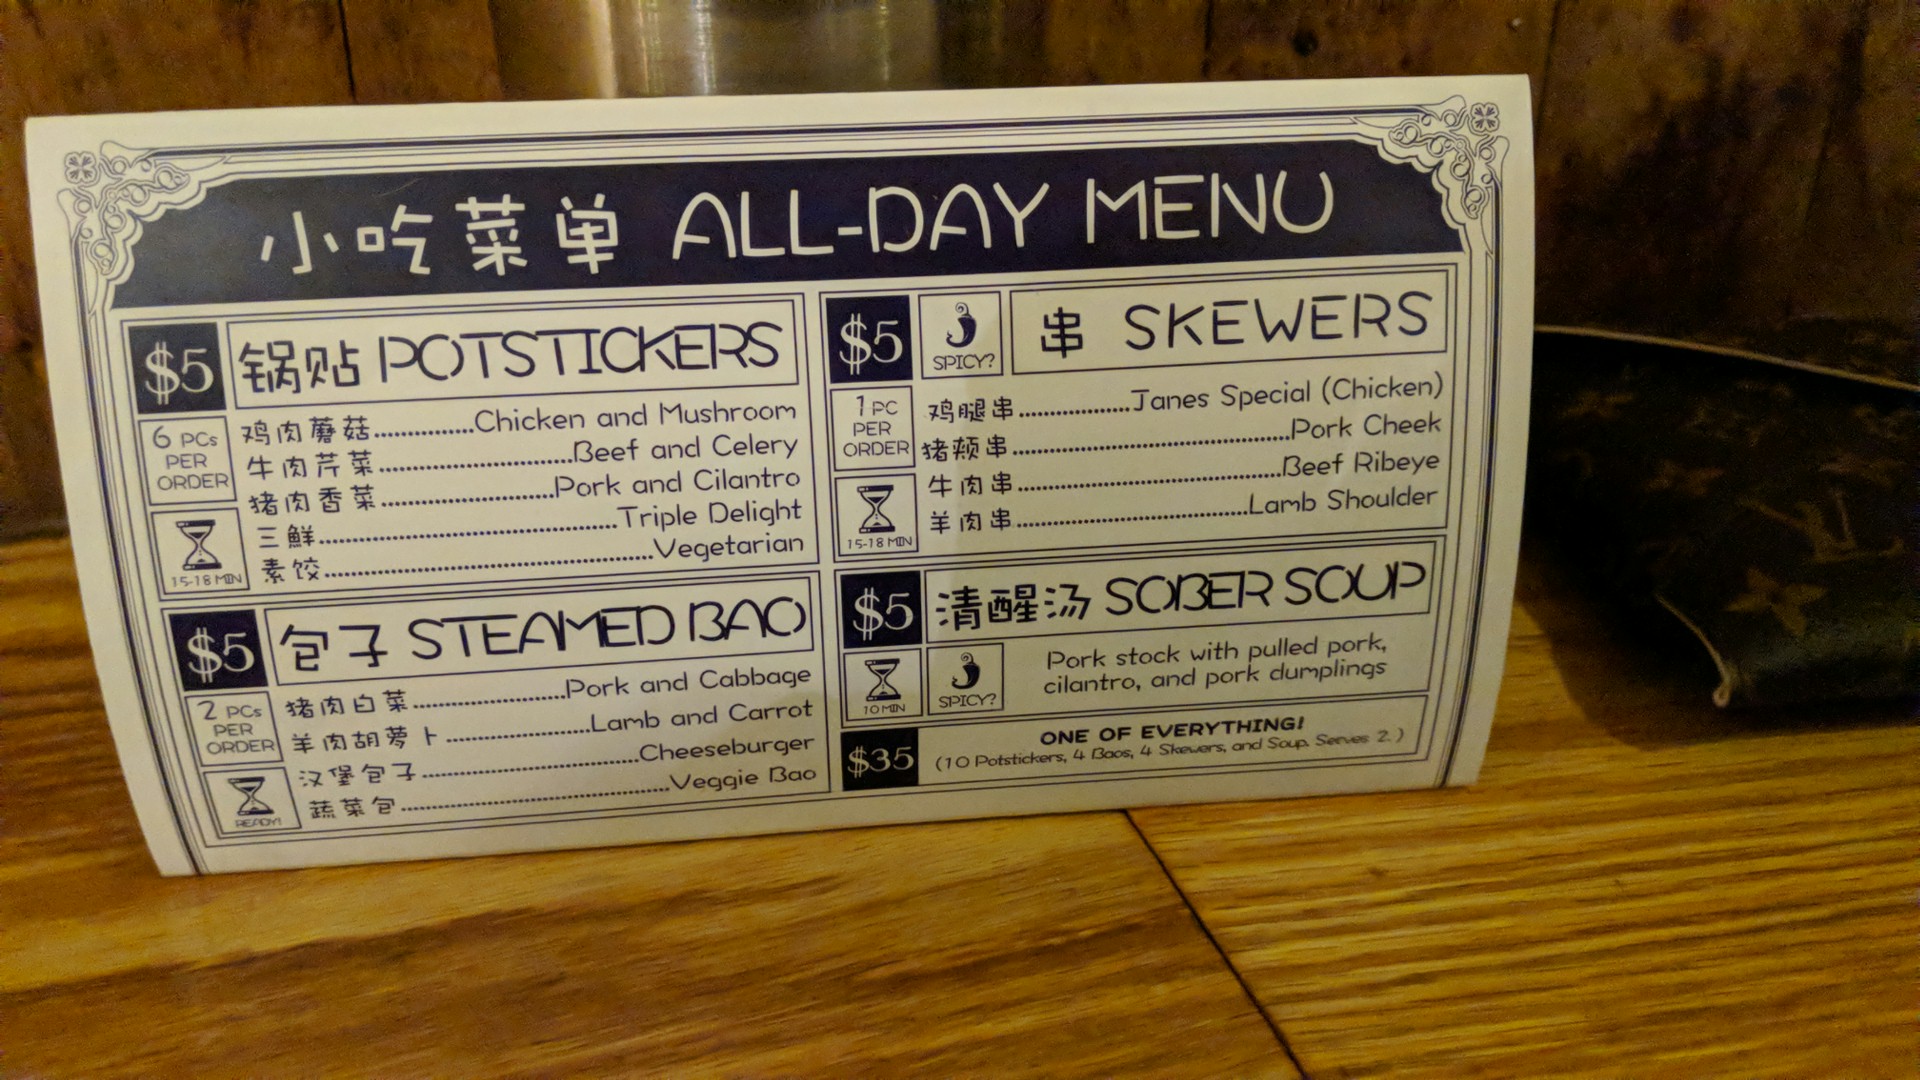 小吃菜单 ALL-DAY MENU
$5 锅贴 POTSTICKERS
6 PCs
PER
ORDER
15-18 MIN
鸡肉蘑菇..............Chicken and Mushroom
牛肉芹菜..........................Beef and Celery
猪肉香菜.......................Pork and Cilantro
三鲜.........................................Triple Delight
素饺.............................................Vegetarian
$5 包子 STEAMED BAO
2 PCs
PER
ORDER
READY!
猪肉白菜.....................Pork and Cabbage
羊肉胡萝卜....................Lamb and Carrot
汉堡包子..............................Cheeseburger
蔬菜包.....................................Veggie Bao
$5 SPICY? 串 SKEWERS
1 PC
PER
ORDER
15-18 MIN
鸡腿串...............Janes Special (Chicken)
猪颊串.......................................Pork Cheek
牛肉串.....................................Beef Ribeye
羊肉串................................Lamb Shoulder
$5 清醒汤 SOBER SOUP
10 MIN
SPICY?
Pork stock with pulled pork,
cilantro, and pork dumplings
$35
ONE OF EVERYTHING!
(10 Potstickers, 4 Baos, 4 Skewers, and Soup. Serves 2.)